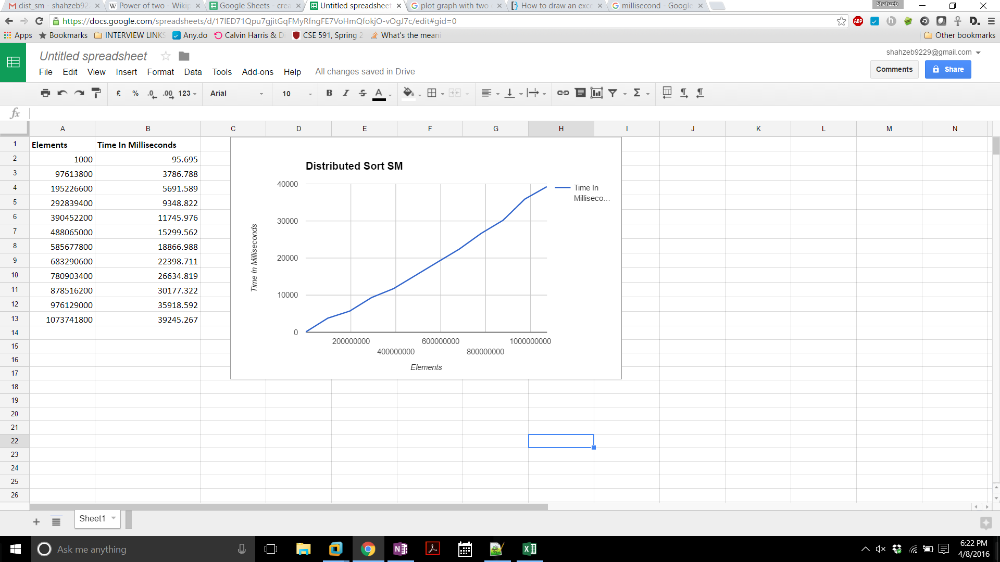 dist_sm - shahzeb92
Power of two - Wikip
Google Sheets - crea
Untitled spreadsheet
plot graph with two
How to draw an exce
millisecond - Google
Shahzeb
https://docs.google.com/spreadsheets/d/17lED71Qpu7gjitGqFMyRfngFE7VoHmQfokjO-vOgJ7c/edit#gid=0
ABP
D.
Apps
Bookmarks
INTERVIEW LINKS
Any.do
Calvin Harris & D
CSE 591, Spring 2
What's the meani
Other bookmarks
Untitled spreadsheet
shahzeb9229@gmail.com
File Edit View Insert Format Data Tools Add-ons Help All changes saved in Drive
Comments
Share
£ % .0 .00 123 Arial 10 B I S A Σ
fx
A B C D E F G H I J K L M N
1 Elements Time In Milliseconds
2 1000 95.695
3 97613800 3786.788
4 195226600 5691.589
5 292839400 9348.822
6 390452200 11745.976
7 488065000 15299.562
8 585677800 18866.988
9 683290600 22398.711
10 780903400 26634.819
11 878516200 30177.322
12 976129000 35918.592
13 1073741800 39245.267
14
15
16
17
18
19
20
21
22
23
24
25
26
Distributed Sort SM
40000
30000
20000
10000
0
Time In Milliseconds
200000000
400000000
600000000
800000000
1000000000
Elements
Time In
Milliseco...
Sheet1
Ask me anything
6:22 PM
4/8/2016